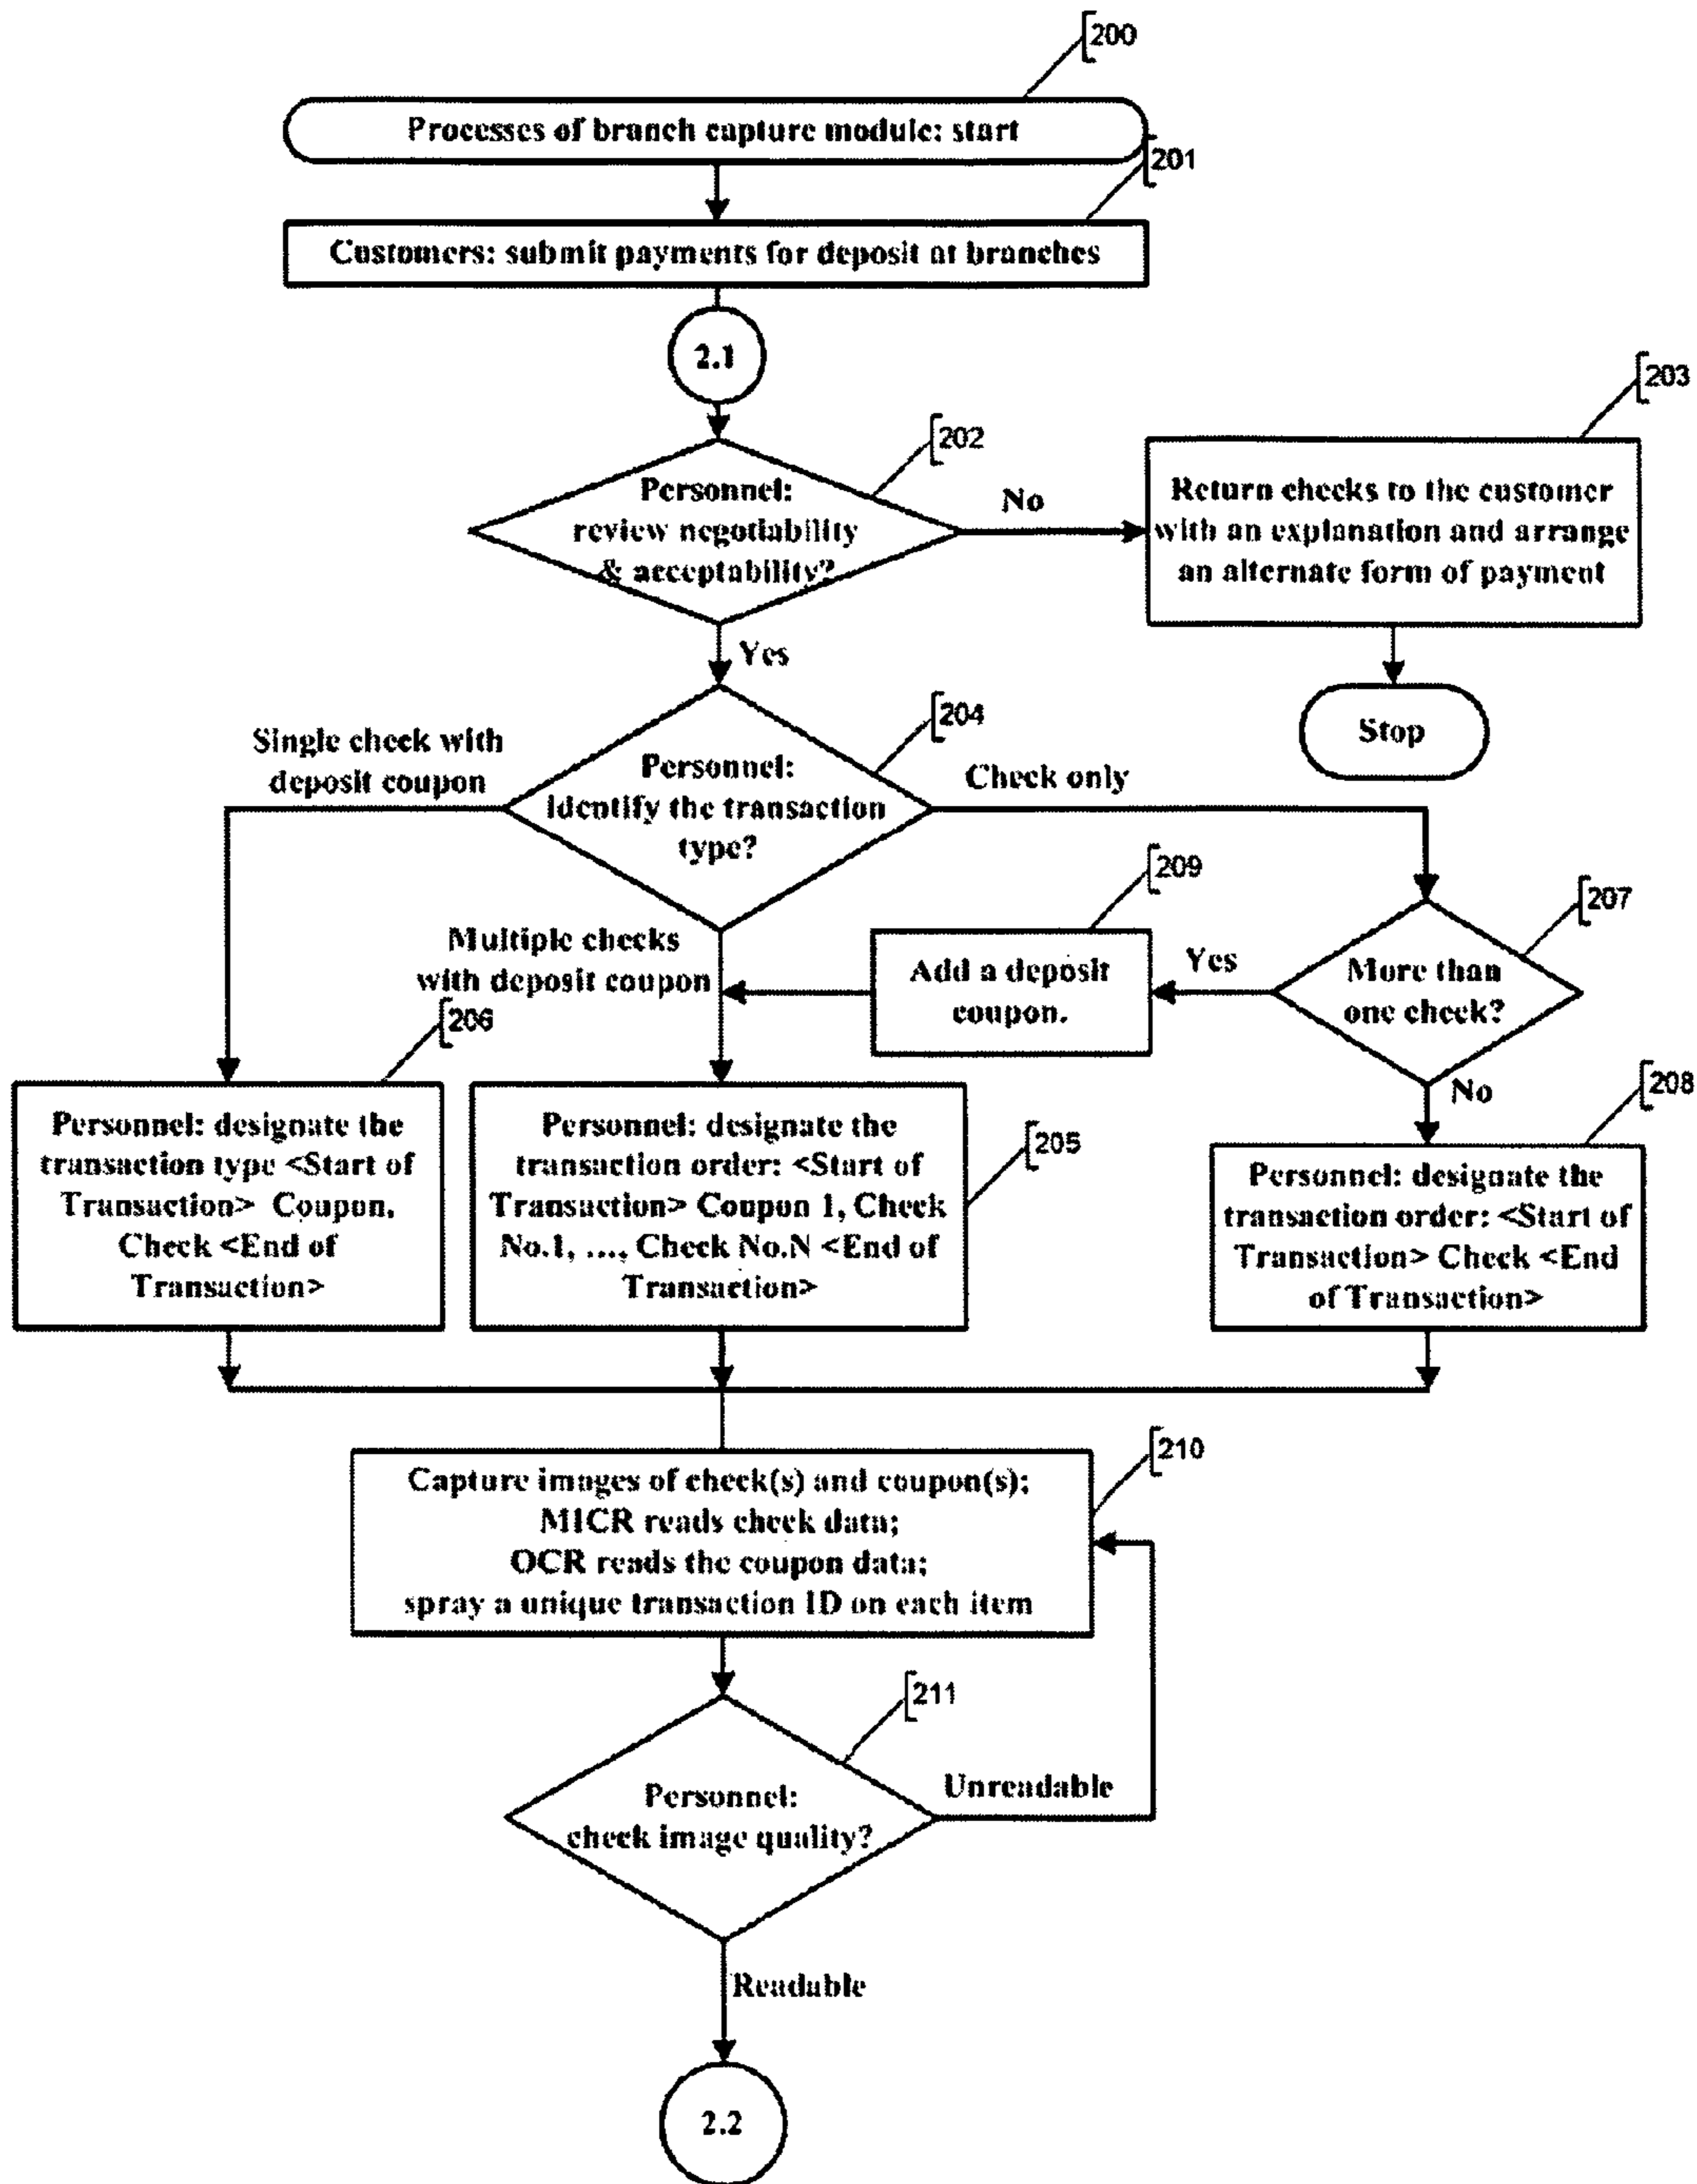 200
Processes of branch capture module: start
201
Customers: submit payments for deposit at branches
2.1
202
Personnel:
review negotiability
& acceptability?
No
203
Return checks to the customer
with an explanation and arrange
an alternate form of payment
Stop
Yes
204
Personnel:
identify the transaction
type?
Single check with
deposit coupon
Check only
Multiple checks
with deposit coupon
209
Add a deposit
coupon.
Yes
207
More than
one check?
No
206
Personnel: designate the
transaction type <Start of
Transaction> Coupon,
Check <End of
Transaction>
205
Personnel: designate the
transaction order: <Start of
Transaction> Coupon 1, Check
No.1, ..., Check No.N <End of
Transaction>
208
Personnel: designate the
transaction order: <Start of
Transaction> Check <End
of Transaction>
210
Capture images of check(s) and coupon(s);
MICR reads check data;
OCR reads the coupon data;
spray a unique transaction ID on each item
211
Personnel:
check image quality?
Unreadable
Readable
2.2